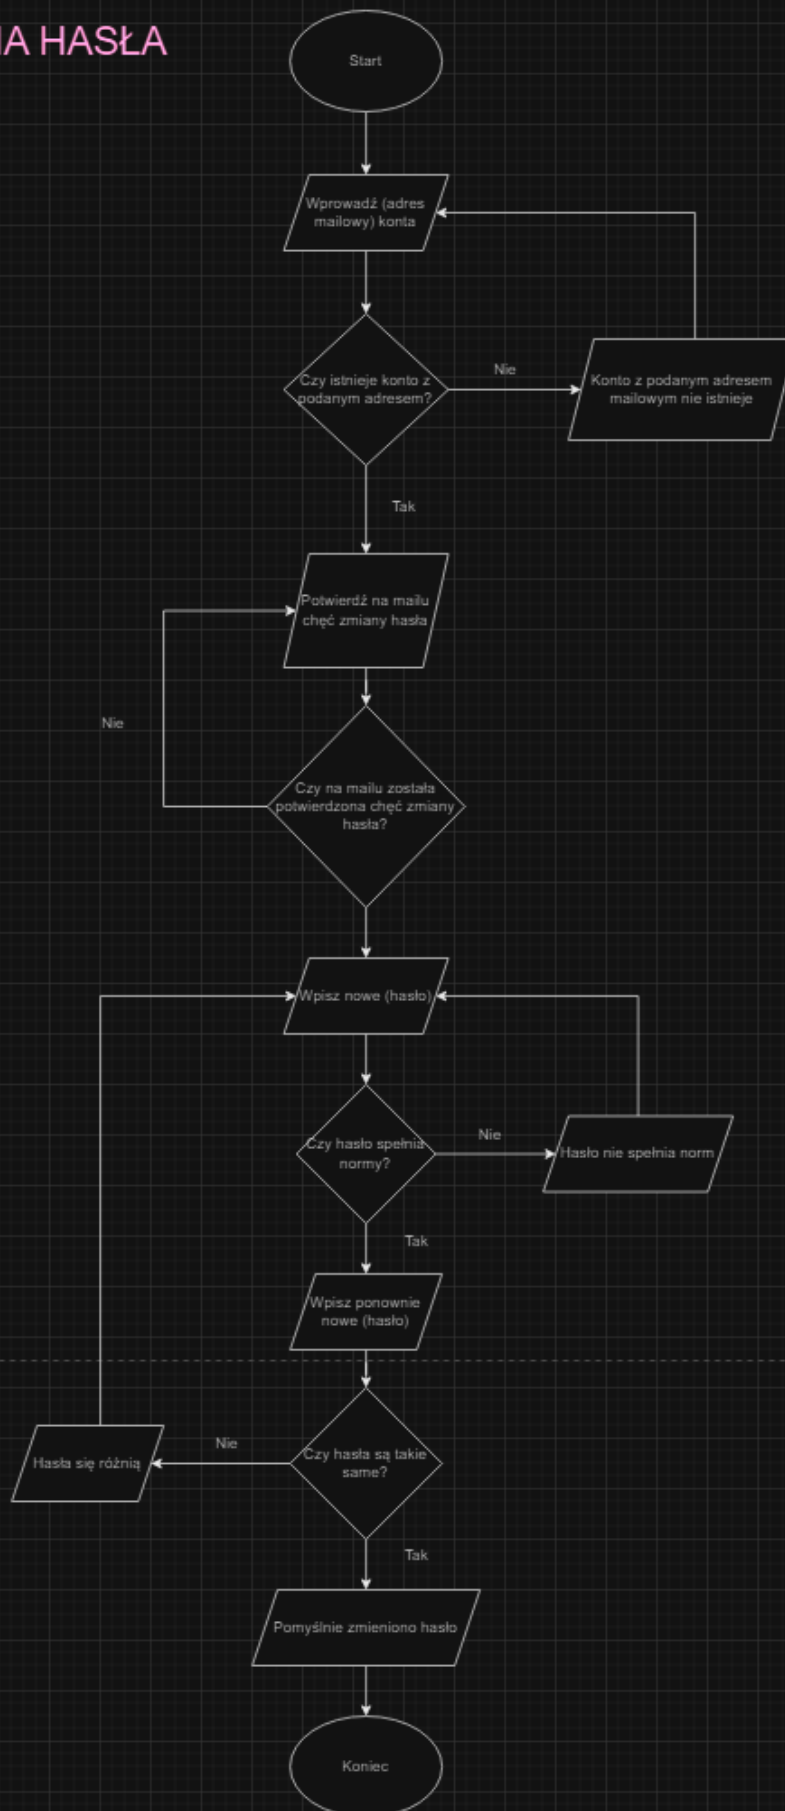 A HASŁA
Start
Wprowadź (adres
mailowy) konta
Czy istnieje konto z
podanym adresem?
Nie
Konto z podanym adresem
mailowym nie istnieje
Tak
Potwierdź na mailu
chęć zmiany hasła
Nie
Czy na mailu została
potwierdzona chęć zmiany
hasła?
Wpisz nowe (hasło)
Czy hasło spełnia
normy?
Nie
Hasło nie spełnia norm
Tak
Wpisz ponownie
nowe (hasło)
Czy hasła są takie
same?
Nie
Hasła się różnią
Tak
Pomyślnie zmieniono hasło
Koniec